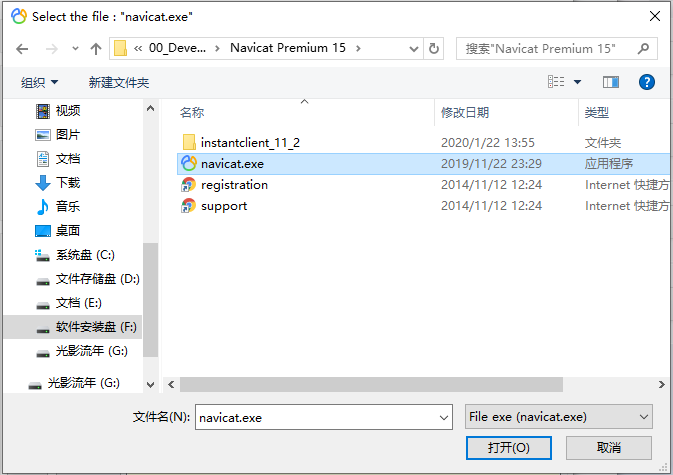 Select the file : "navicat.exe"
« 00_Deve... › Navicat Premium 15 ›
搜索"Navicat Premium 15"
组织 新建文件夹
名称 修改日期 类型
视频
图片
文档
下载
音乐
桌面
系统盘 (C:)
文件存储盘 (D:)
文档 (E:)
软件安装盘 (F:)
光影流年 (G:)
光影流年 (G:)
instantclient_11_2 2020/1/22 13:55 文件夹
navicat.exe 2019/11/22 23:29 应用程序
registration 2014/11/12 12:24 Internet 快捷方
support 2014/11/12 12:24 Internet 快捷方
文件名(N): navicat.exe File exe (navicat.exe)
打开(O) 取消